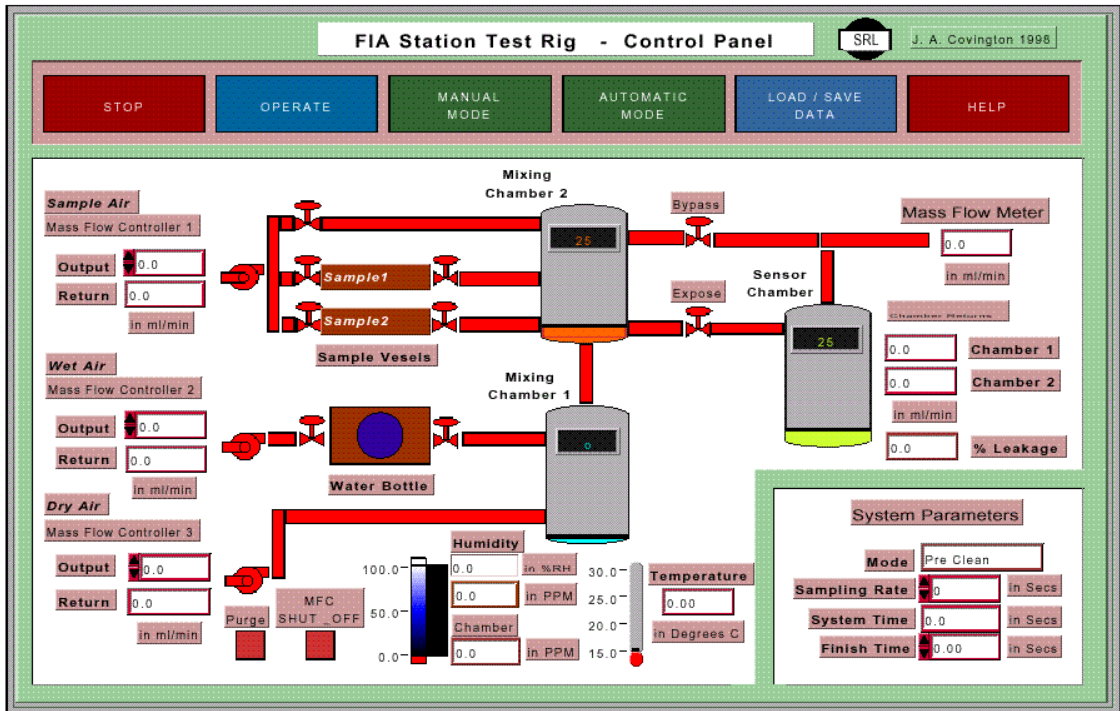 FIA Station Test Rig - Control Panel
SRL
J. A. Covington 1998
STOP
OPERATE
MANUAL
MODE
AUTOMATIC
MODE
LOAD / SAVE
DATA
HELP
Sample Air
Mass Flow Controller 1
Output
0.0
Return
0.0
in ml/min
Mixing
Chamber 2
25
Sample1
Sample2
Sample Vesels
Bypass
Expose
Mass Flow Meter
0.0
in ml/min
Sensor
Chamber
25
Chamber Returns
0.0
Chamber 1
0.0
Chamber 2
in ml/min
0.0
% Leakage
Wet Air
Mass Flow Controller 2
Output
0.0
Return
0.0
in ml/min
Mixing
Chamber 1
0
Water Bottle
Dry Air
Mass Flow Controller 3
Output
0.0
Return
0.0
in ml/min
Purge
MFC
SHUT _OFF
100.0
50.0
0.0
Humidity
0.0
in %RH
0.0
in PPM
Chamber
0.0
in PPM
30.0
25.0
20.0
15.0
Temperature
0.00
in Degrees C
System Parameters
Mode
Pre Clean
Sampling Rate
0
in Secs
System Time
0.0
in Secs
Finish Time
0.00
in Secs